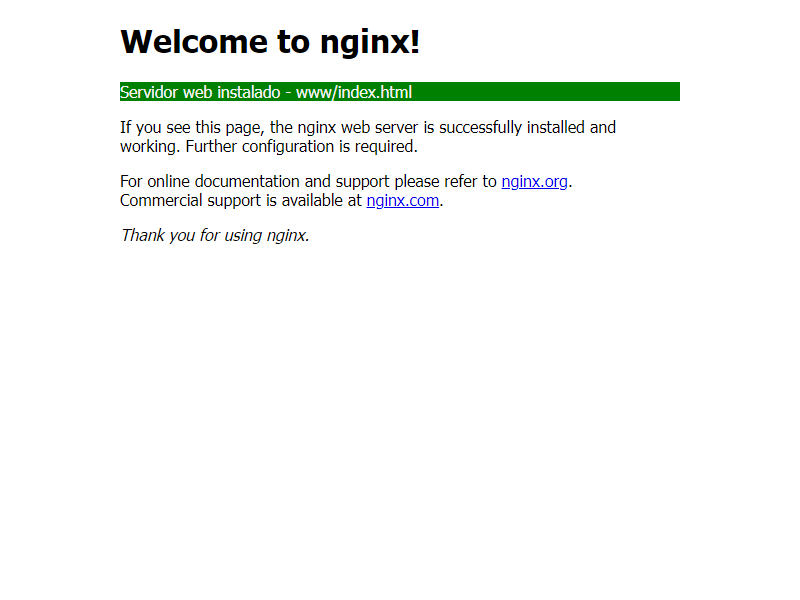 Welcome to nginx!
Servidor web instalado - www/index.html
If you see this page, the nginx web server is successfully installed and
working. Further configuration is required.
For online documentation and support please refer to nginx.org.
Commercial support is available at nginx.com.
Thank you for using nginx.